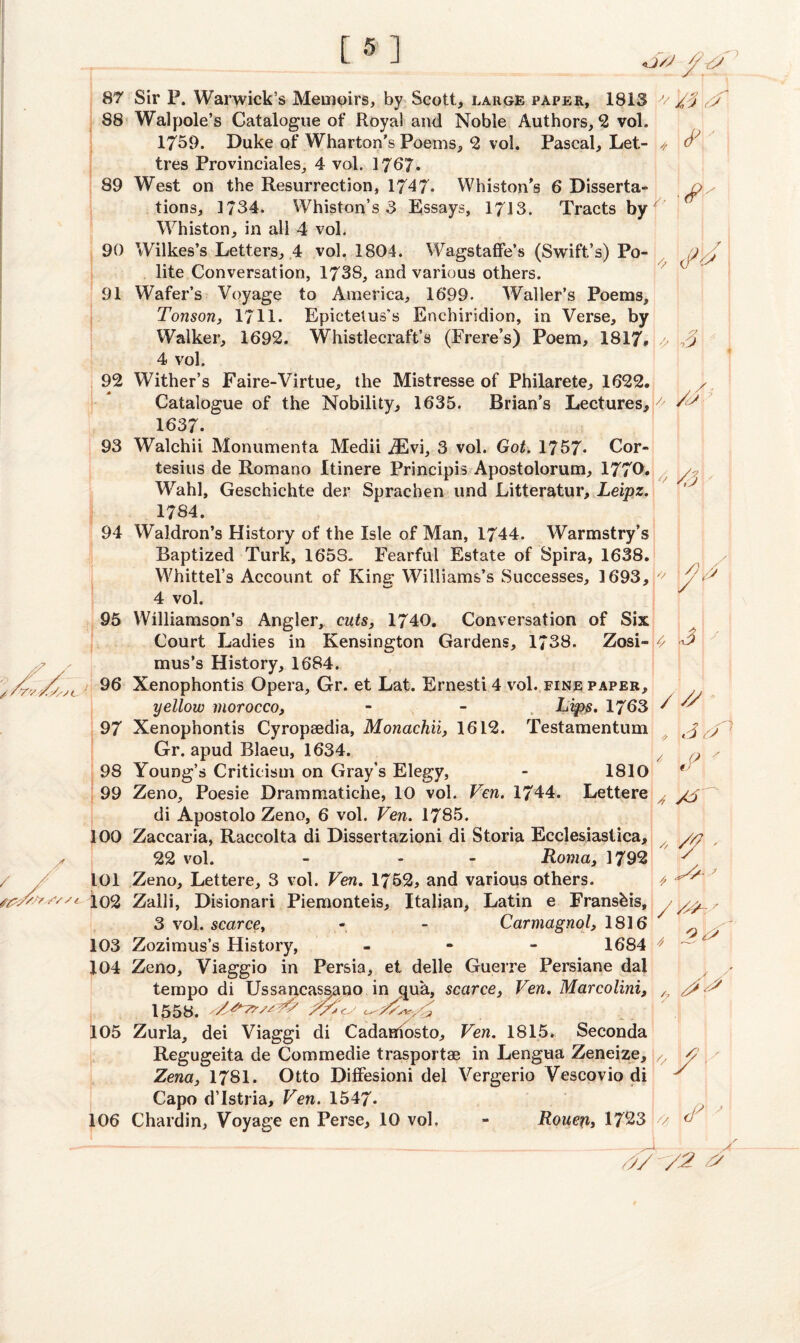 [ 5 ]
87 Sir P. Warwick's Memoirs, by Scott, LARGE PAPER, 1813
88 Walpole's Catalogue of Royal and Noble Authors, 2 vol.
1759. Duke of Wharton's Poems, 2 vol. Pascal, Let-
tres Provinciales, 4 vol. 1767.
89 West on the Resurrection, 1747. Whiston's 6 Disserta-
tions, 1734. Whiston's 3 Essays, 1713. Tracts by
Whiston, in all 4 vol.
90 Wilkes's Letters, 4 vol. 1804. Wagstaffe's (Swift's) Po-
lite Conversation, 1738, and various others.
91 Wafer's Voyage to America, 1699. Waller's Poems,
Tonson, 1711. Epictetus's Enchiridion, in Verse, by
Walker, 1692. Whistlecraft's (Frere's) Poem, 1817,
4 vol.
92 Wither's Faire-Virtue, the Mistresse of Philarete, 1622.
Catalogue of the Nobility, 1635. Brian's Lectures,
1637.
93 Walchii Monumenta Medii Ævi, 3 vol. Got. 1757. Cor-
tesius de Romano Itinere Principis Apostolorum, 1770.
Wahl, Geschichte der Sprachen und Litteratur, Leipz.
1784.
94 Waldron's History of the Isle of Man, 1744. Warmstry's
Baptized Turk, 1658. Fearful Estate of Spira, 1638.
Whittel's Account of King Williams's Successes, 1693,
4 vol.
95 Williamson's Angler, cuts, 1740. Conversation of Six
Court Ladies in Kensington Gardens, 1738. Zosi-
mus's History, 1684.
96 Xenophontis Opera, Gr. et Lat. Ernesti 4 vol. FINE PAPER,
yellow morocco, - - Lips. 1763
97 Xenophontis Cyropædia, Monachii, 1612. Testamentum
Gr. apud Blaeu, 1634.
98 Young's Criticism on Gray's Elegy, - 1810
99 Zeno, Poesie Drammatiche, 10 vol. Ven. 1744. Lettere
di Apostolo Zeno, 6 vol. Ven. 1785.
100 Zaccaria, Raccolta di Dissertazioni di Storia Ecclesiastica,
22 vol. - - - Roma, 1792
101 Zeno, Lettere, 3 vol. Ven. 1752, and various others.
102 Zalli, Disionari Piemonteis, Italian, Latin e Fransèis,
3 vol. scarce, - - Carmagnol, 1816
103 Zozimus's History, - - - 1684
104 Zeno, Viaggio in Persia, et delle Guerre Persiane dal
tempo di Ussancassano in quà, scarce, Ven. Marcolini,
1558.
105 Zurla, dei Viaggi di Cadamosto, Ven. 1815. Seconda
Regugeita de Commedie trasportæ in Lengua Zeneize,
Zena, 1781. Otto Diffesioni del Vergerio Vescovio di
Capo d'Istria, Ven. 1547.
106 Chardin, Voyage en Perse, 10 vol. - Rouen, 1723